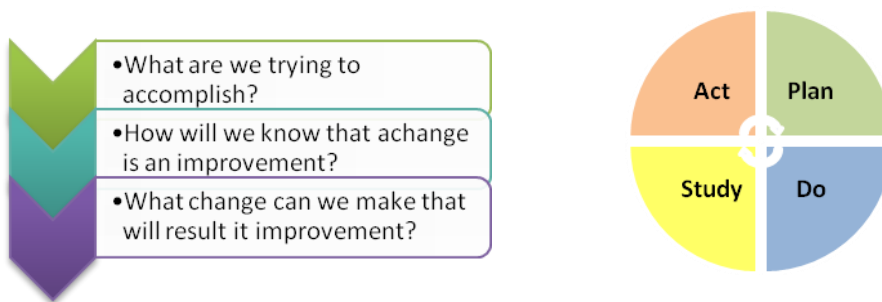 •What are we trying to
accomplish?
•How will we know that achange
is an improvement?
•What change can we make that
will result it improvement?
Act
Plan
Study
Do